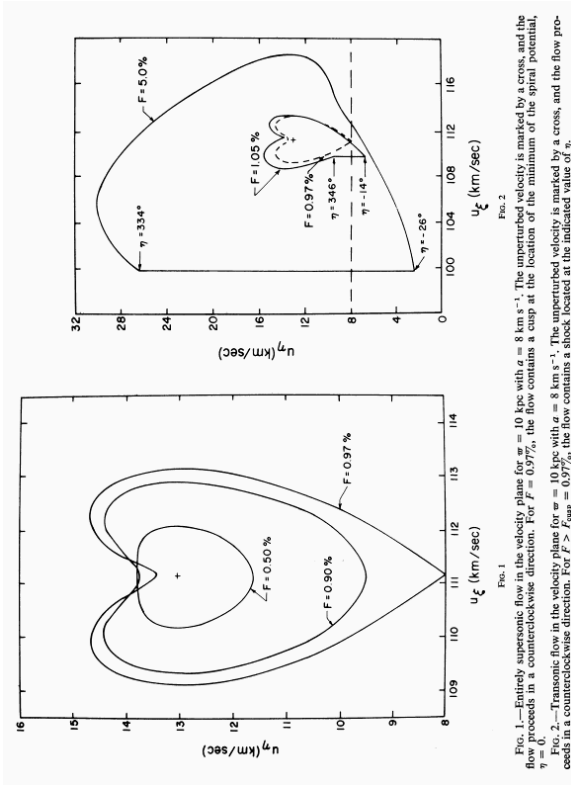 16
15
14
13
12
11
10
9
8
uη(km/sec)
F = 0.50 %
F = 0.90 %
F = 0.97 %
109
110
111
112
113
114
uξ (km/sec)
FIG. 1
32
28
24
20
16
12
8
4
0
uη(km/sec)
F = 5.0%
η = 334°
F = 1.05 %
F = 0.97%
η = 346°
η = -14°
η = -26°
100
104
108
112
116
uξ (km/sec)
FIG. 2
FIG. 1.—Entirely supersonic flow in the velocity plane for ϖ = 10 kpc with a = 8 km s⁻¹. The unperturbed velocity is marked by a cross, and the
flow proceeds in a counterclockwise direction. For F = 0.97%, the flow contains a cusp at the location of the minimum of the spiral potential,
η = 0.
FIG. 2.—Transonic flow in the velocity plane for ϖ = 10 kpc with a = 8 km s⁻¹. The unperturbed velocity is marked by a cross, and the flow pro-
ceeds in a counterclockwise direction. For F > Fcusp = 0.97%, the flow contains a shock located at the indicated value of η.